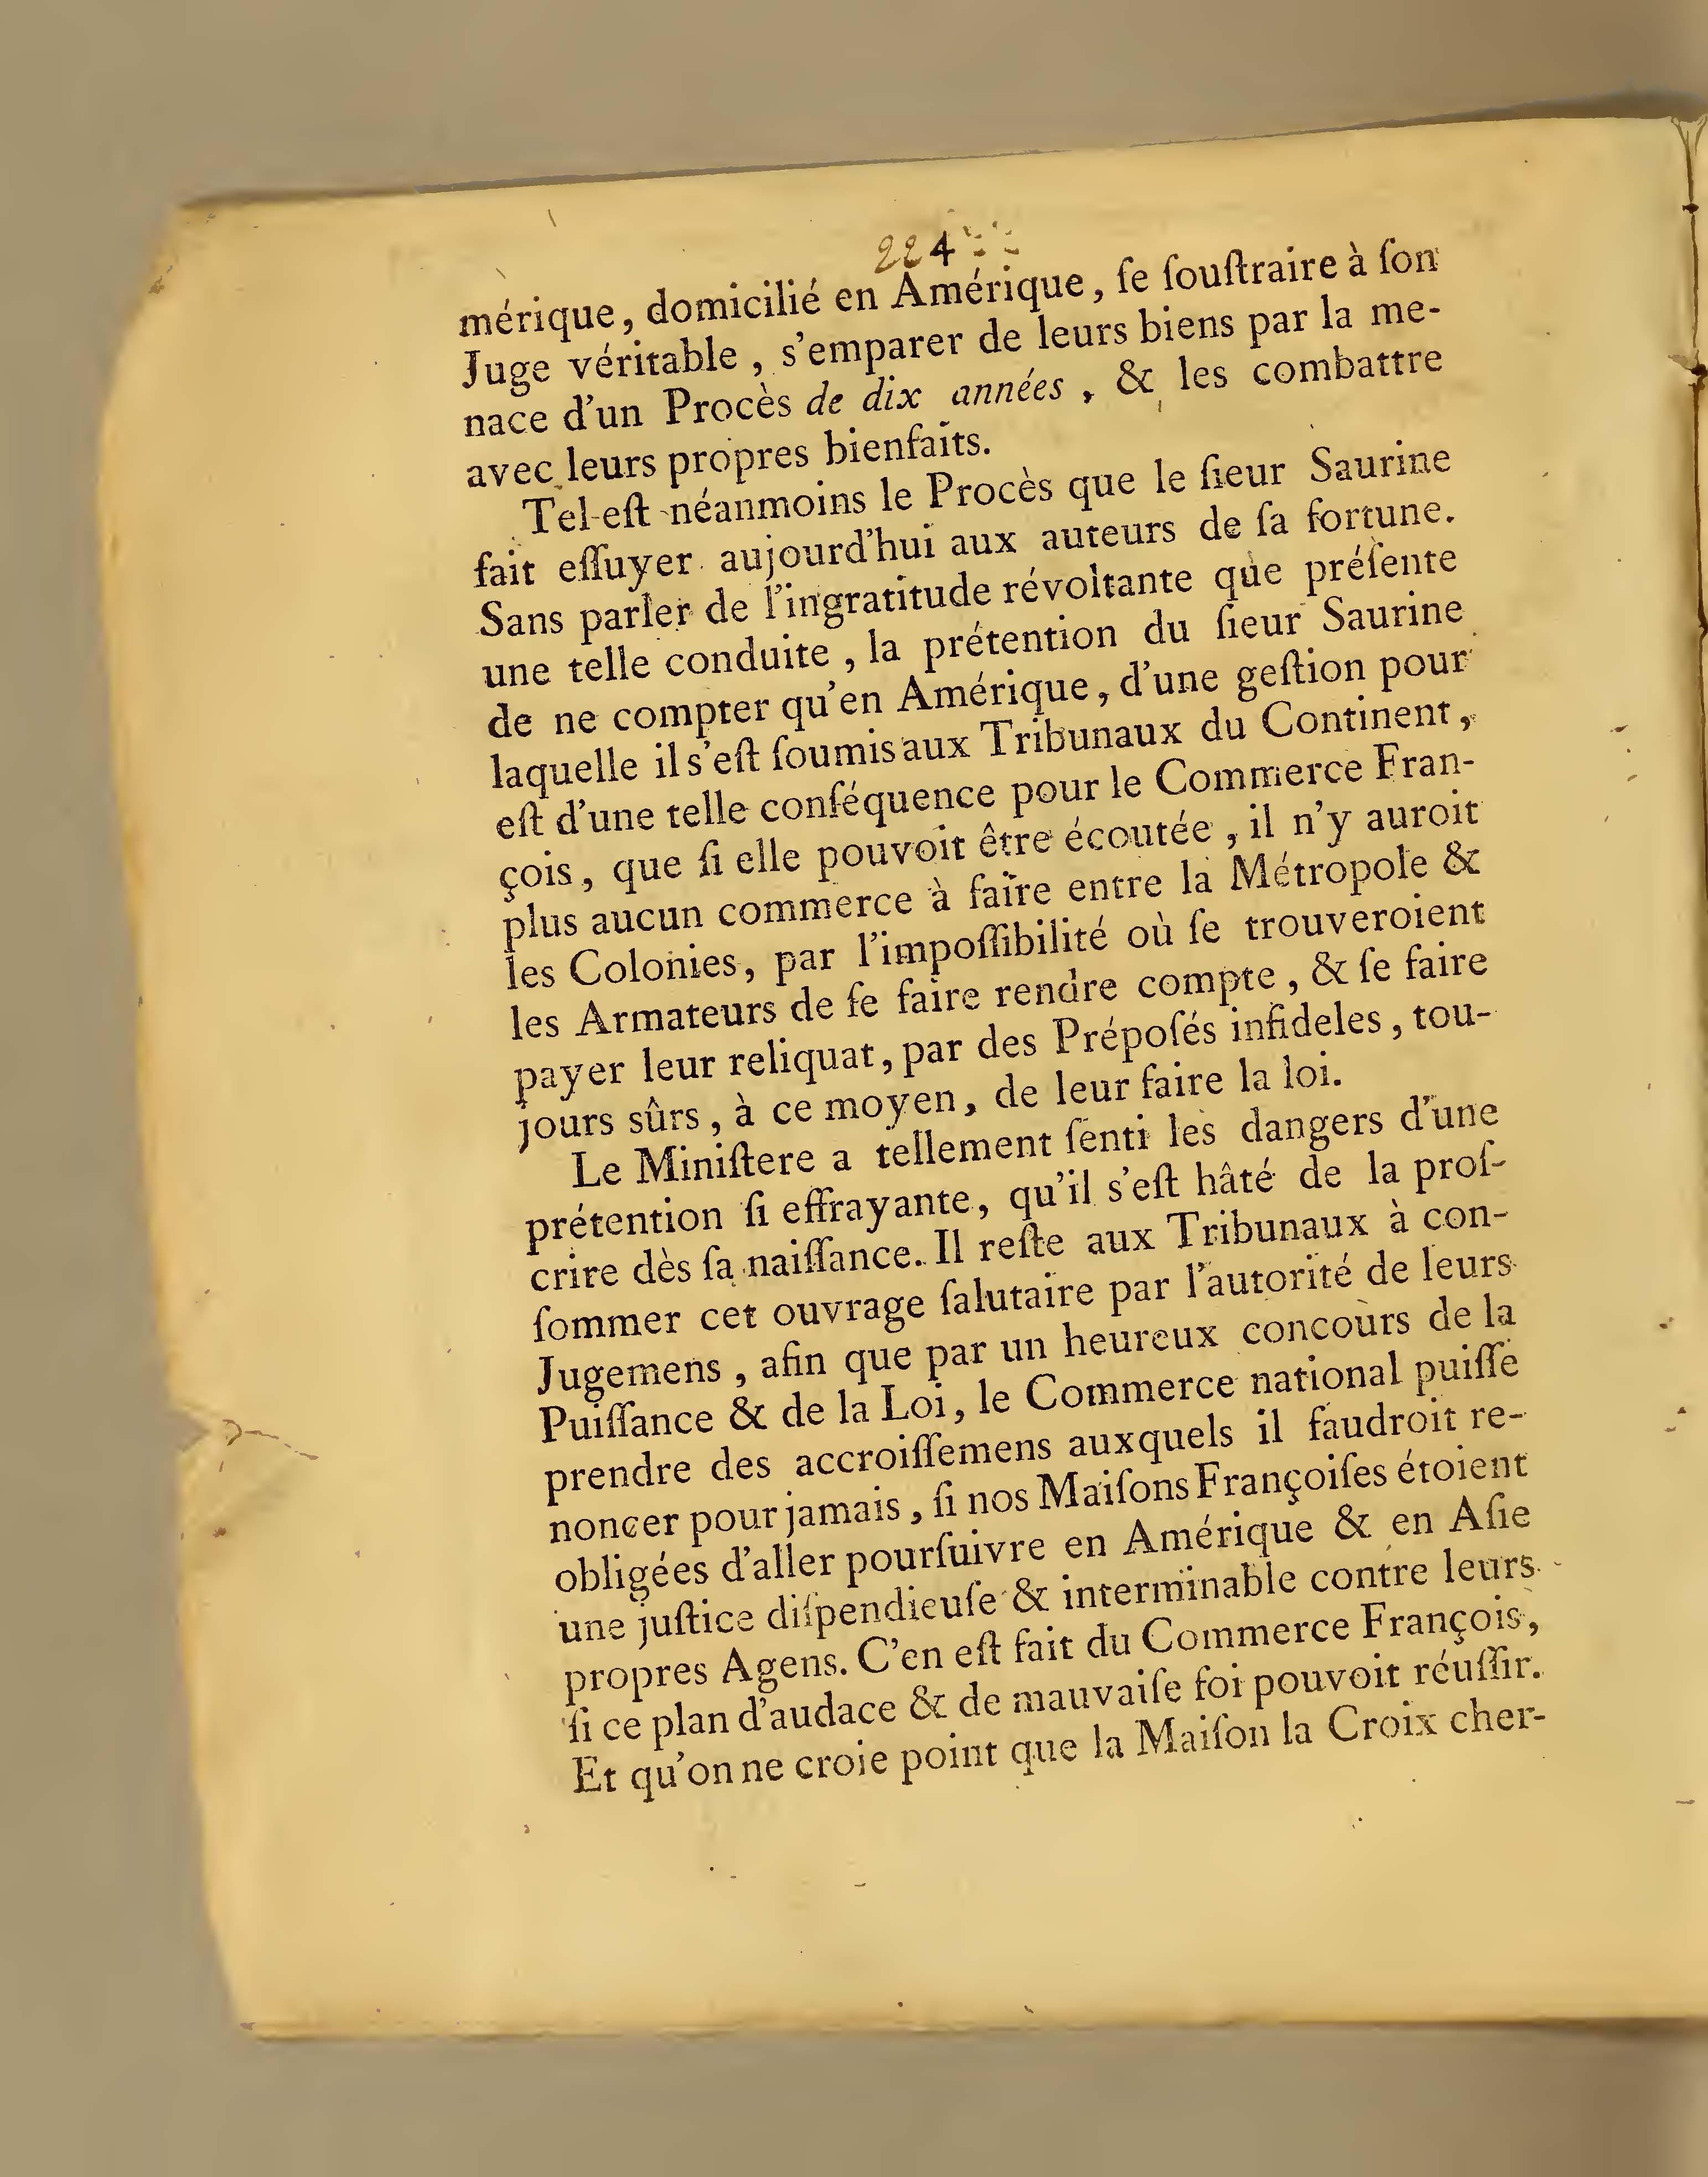 224
mérique, domicilié en Amérique, ſe ſouſtraire à ſon
Juge véritable, s'emparer de leurs biens par la me-
nace d'un Procès de dix années, & les combattre
avec leurs propres bienfaits.
Tel eſt néanmoins le Procès que le ſieur Saurine
fait eſſuyer aujourd'hui aux auteurs de ſa fortune.
Sans parler de l'ingratitude révoltante que préſente
une telle conduite, la prétention du ſieur Saurine
de ne compter qu'en Amérique, d'une geſtion pour
laquelle il s'eſt ſoumis aux Tribunaux du Continent,
eſt d'une telle conſéquence pour le Commerce Fran-
çois, que ſi elle pouvoit être écoutée, il n'y auroit
plus aucun commerce à faire entre la Métropole &
les Colonies, par l'impoſſibilité où ſe trouveroient
les Armateurs de ſe faire rendre compte, & ſe faire
payer leur reliquat, par des Prépoſés infideles, tou-
jours sûrs, à ce moyen, de leur faire la loi.
Le Miniſtere a tellement ſenti les dangers d'une
prétention ſi effrayante, qu'il s'eſt hâté de la proſ-
crire dès ſa naiſſance. Il reſte aux Tribunaux à con-
ſommer cet ouvrage ſalutaire par l'autorité de leurs
Jugemens, afin que par un heureux concours de la
Puiſſance & de la Loi, le Commerce national puiſſe
prendre des accroiſſemens auxquels il faudroit re-
noncer pour jamais, ſi nos Maiſons Françoiſes étoient
obligées d'aller pourſuivre en Amérique & en Aſie
une juſtice diſpendieuſe & interminable contre leurs
propres Agens. C'en eſt fait du Commerce François,
ſi ce plan d'audace & de mauvaiſe foi pouvoit réuſſir.
Et qu'on ne croie point que la Maiſon la Croix cher-